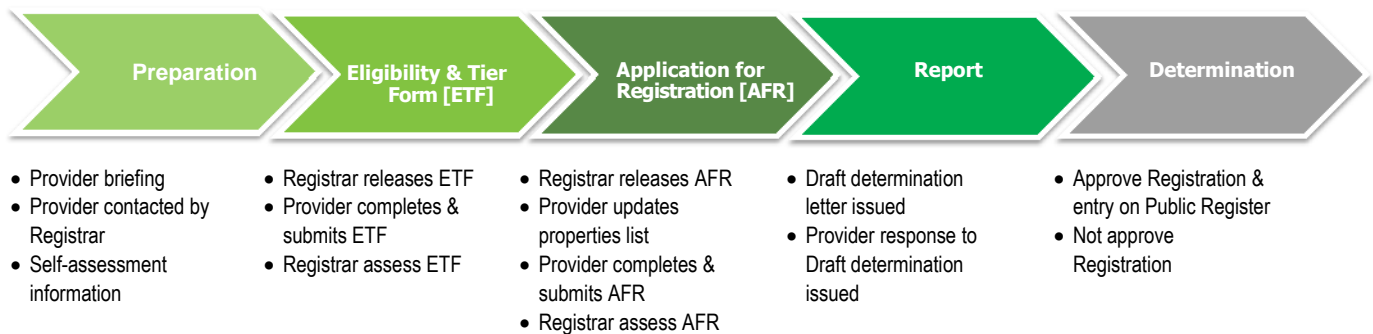 Preparation
Eligibility & Tier
Form [ETF]
Application for
Registration [AFR]
Report
Determination
• Provider briefing
• Provider contacted by
Registrar
• Self-assessment
information
• Registrar releases ETF
• Provider completes &
submits ETF
• Registrar assess ETF
• Registrar releases AFR
• Provider updates
properties list
• Provider completes &
submits AFR
• Registrar assess AFR
• Draft determination
letter issued
• Provider response to
Draft determination
issued
• Approve Registration &
entry on Public Register
• Not approve
Registration